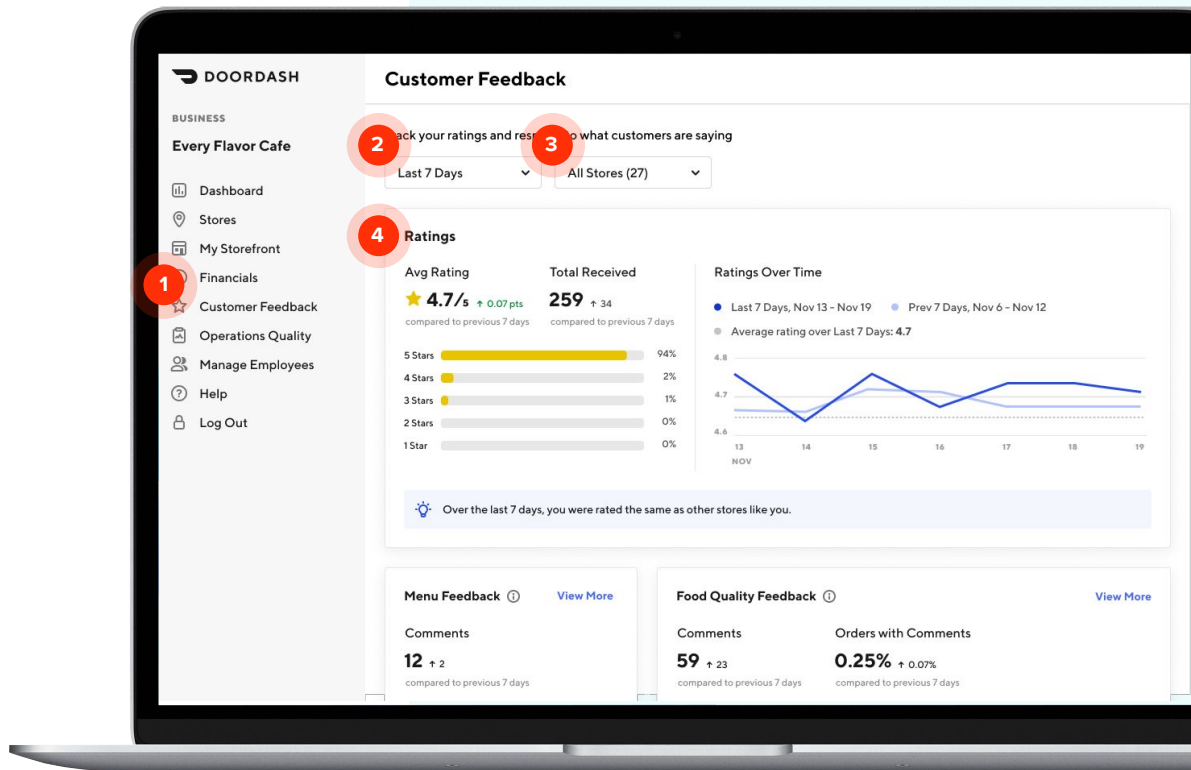 DOORDASH
BUSINESS
Every Flavor Cafe
Dashboard
Stores
My Storefront
1
Financials
Customer Feedback
Operations Quality
Manage Employees
Help
Log Out
Customer Feedback
your ratings and what customers are saying
2
3
Last 7 Days
All Stores (27)
4
Ratings
Avg Rating
4.7/5 ↑ 0.07 pts
compared to previous 7 days
Total Received
259 ↑ 34
compared to previous 7 days
5 Stars 94%
4 Stars 2%
3 Stars 1%
2 Stars 0%
1 Star 0%
Ratings Over Time
Last 7 Days, Nov 13 - Nov 19 Prev 7 Days, Nov 6 - Nov 12
Average rating over Last 7 Days: 4.7
4.8
4.7
4.6
13 14 15 16 17 18 19
NOV
Over the last 7 days, you were rated the same as other stores like you.
Menu Feedback View More
Comments
12 ↑ 2
compared to previous 7 days
Food Quality Feedback View More
Comments
59 ↑ 23
compared to previous 7 days
Orders with Comments
0.25% ↑ 0.07%
compared to previous 7 days